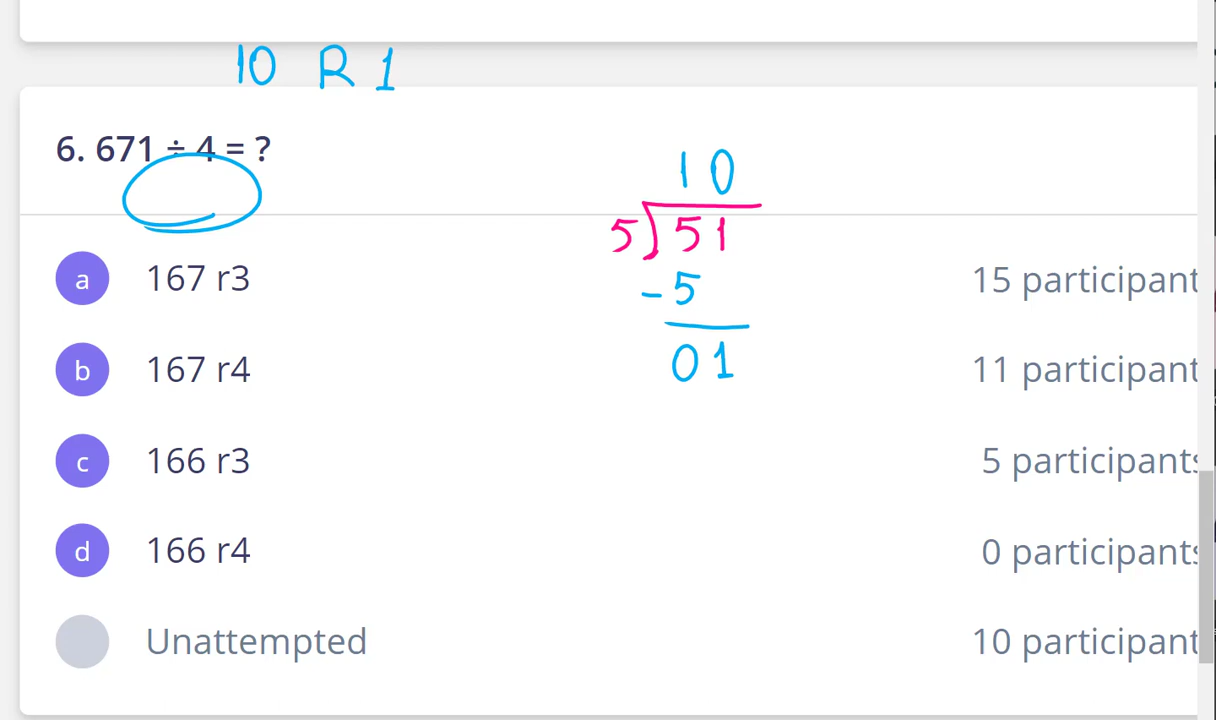 10 R 1
6. 671 ÷ 4 = ?
10
5) 51
-5
01
a 167 r3 15 participant
b 167 r4 11 participant
c 166 r3 5 participants
d 166 r4 0 participants
Unattempted 10 participant